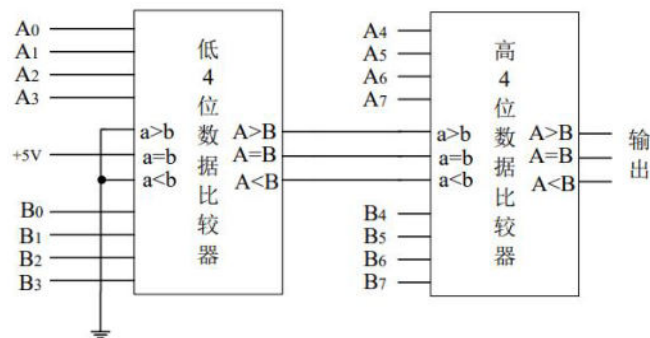 A0
A1
A2
A3
a>b
+5V
a=b
a<b
B0
B1
B2
B3
低4位数据比较器
A>B
A=B
A<B
A4
A5
A6
A7
a>b
a=b
a<b
B4
B5
B6
B7
高4位数据比较器
A>B
A=B
A<B
输出